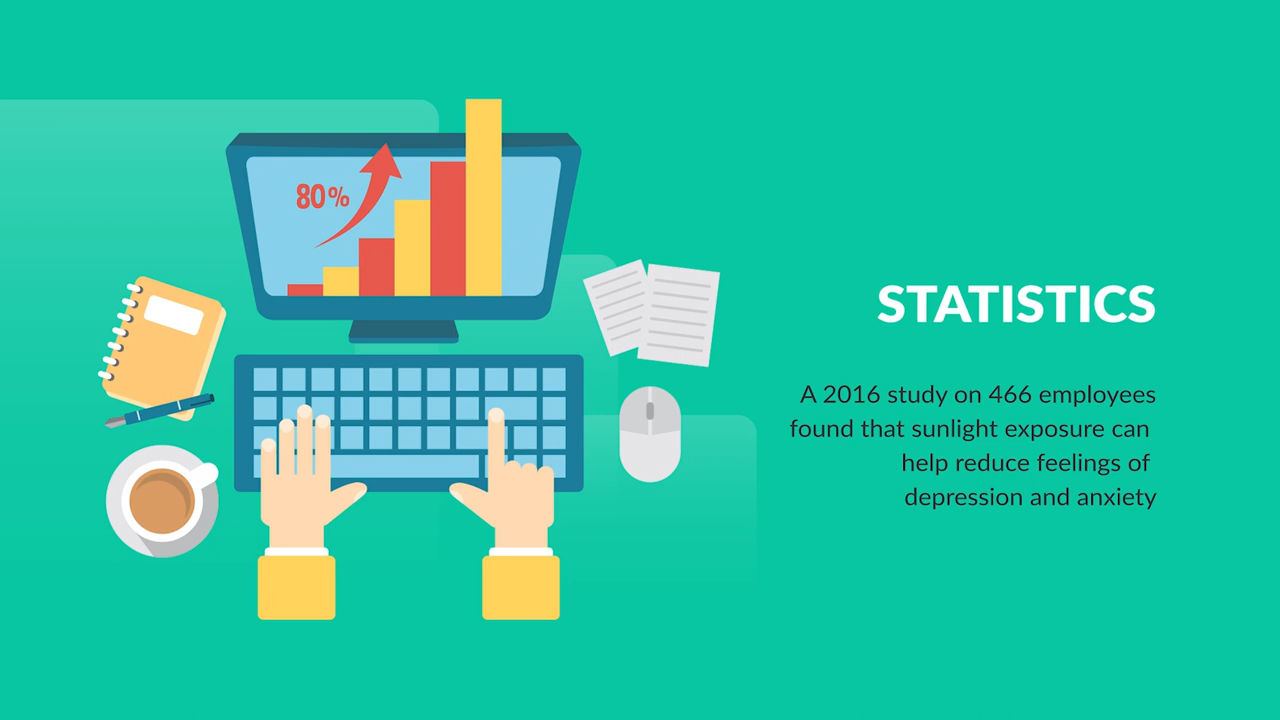 80%
STATISTICS
A 2016 study on 466 employees
found that sunlight exposure can
help reduce feelings of
depression and anxiety